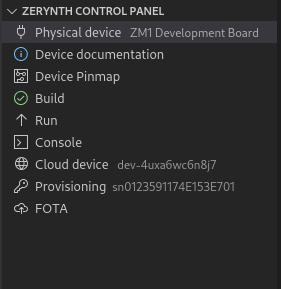 ZERYNTH CONTROL PANEL
Physical device ZM1 Development Board
Device documentation
Device Pinmap
Build
Run
Console
Cloud device dev-4uxa6wc6n8j7
Provisioning sn0123591174E153E701
FOTA